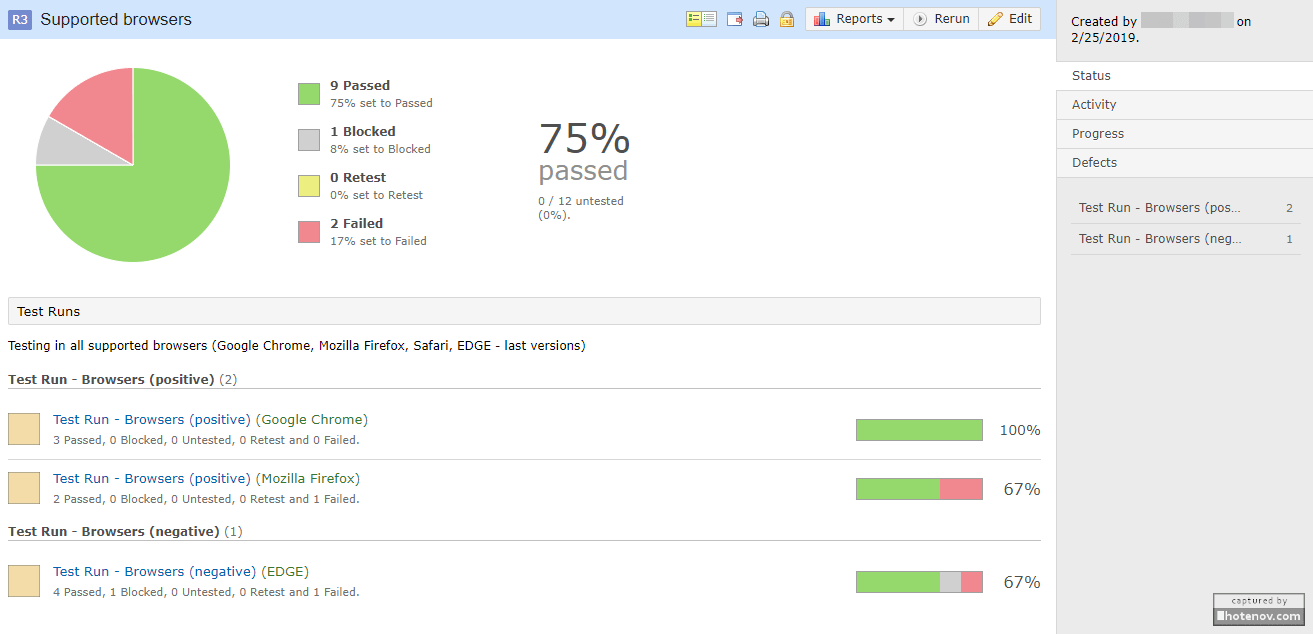 R3 Supported browsers
Reports
Rerun
Edit
9 Passed
75% set to Passed
1 Blocked
8% set to Blocked
0 Retest
0% set to Retest
2 Failed
17% set to Failed
75%
passed
0 / 12 untested
(0%).
Test Runs
Testing in all supported browsers (Google Chrome, Mozilla Firefox, Safari, EDGE - last versions)
Test Run - Browsers (positive) (2)
Test Run - Browsers (positive) (Google Chrome)
3 Passed, 0 Blocked, 0 Untested, 0 Retest and 0 Failed.
100%
Test Run - Browsers (positive) (Mozilla Firefox)
2 Passed, 0 Blocked, 0 Untested, 0 Retest and 1 Failed.
67%
Test Run - Browsers (negative) (1)
Test Run - Browsers (negative) (EDGE)
4 Passed, 1 Blocked, 0 Untested, 0 Retest and 1 Failed.
67%
Created by on
2/25/2019.
Status
Activity
Progress
Defects
Test Run - Browsers (pos... 2
Test Run - Browsers (neg... 1
captured by
hotenov.com